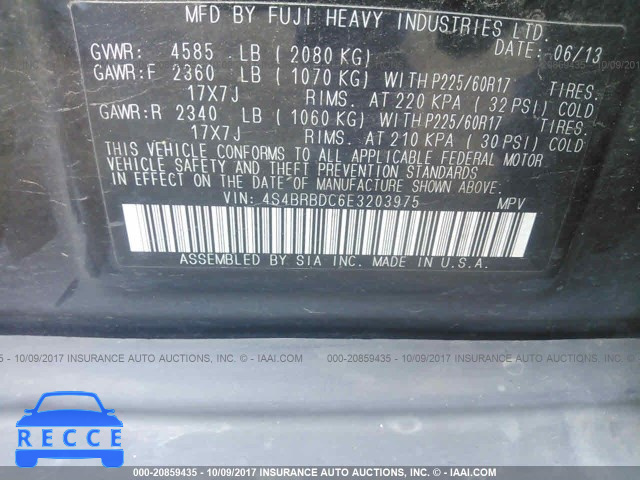 MFD BY FUJI HEAVY INDUSTRIES LTD.
DATE: 06/13
GVWR: 4585 LB ( 2080 KG)
GAWR:F 2360 LB ( 1070 KG) WITH P225/60R17 TIRES,
17X7J RIMS. AT 220 KPA ( 32 PSI) COLD
GAWR:R 2340 LB ( 1060 KG) WITH P225/60R17 TIRES,
17X7J RIMS. AT 210 KPA ( 30 PSI) COLD
THIS VEHICLE CONFORMS TO ALL APPLICABLE FEDERAL MOTOR
VEHICLE SAFETY AND THEFT PREVENTION STANDARDS
IN EFFECT ON THE DATE OF MANUFACTURE SHOWN ABOVE.
VIN: 4S4BRBDC6E3203975 MPV
ASSEMBLED BY SIA INC. MADE IN U.S.A.
35 - 10/09/2017 INSURANCE AUTO AUCTIONS, INC. © - IAAI.COM 000-20859435 - 10/09/2017 INSURANCE AUTO AUCTIONS
RECCE
000-20859435 - 10/09/2017 INSURANCE AUTO AUCTIONS, INC. © - IAAI.COM